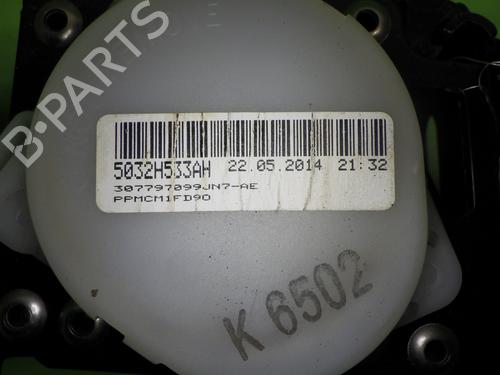 B-PARTS
5032H533AH 22.05.2014 21:32
307797099JN7-AE
PPMCM1FD90
K 6502